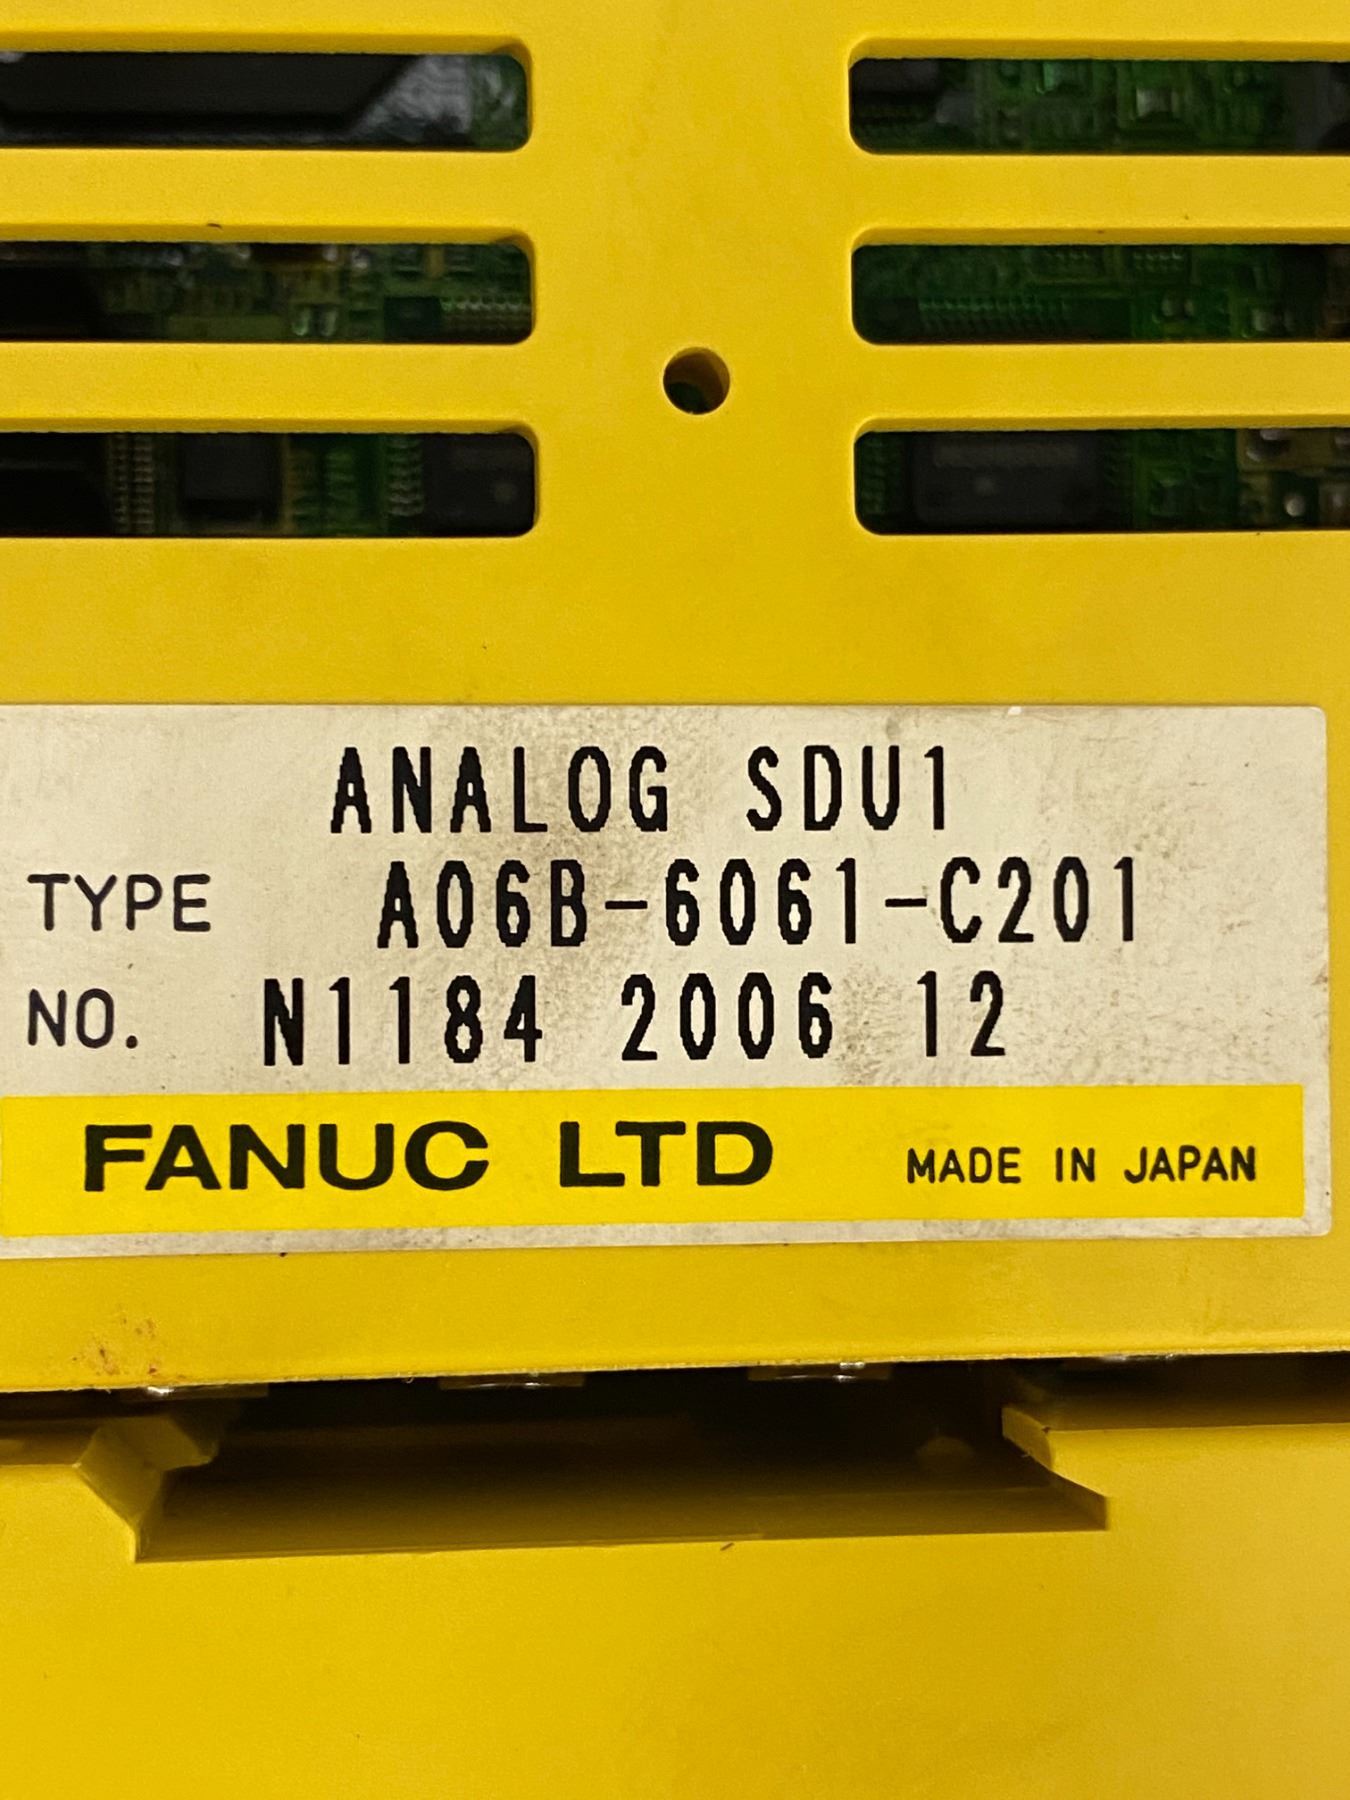 ANALOG SDU1
TYPE A06B-6061-C201
NO. N1184 2006 12
FANUC LTD MADE IN JAPAN